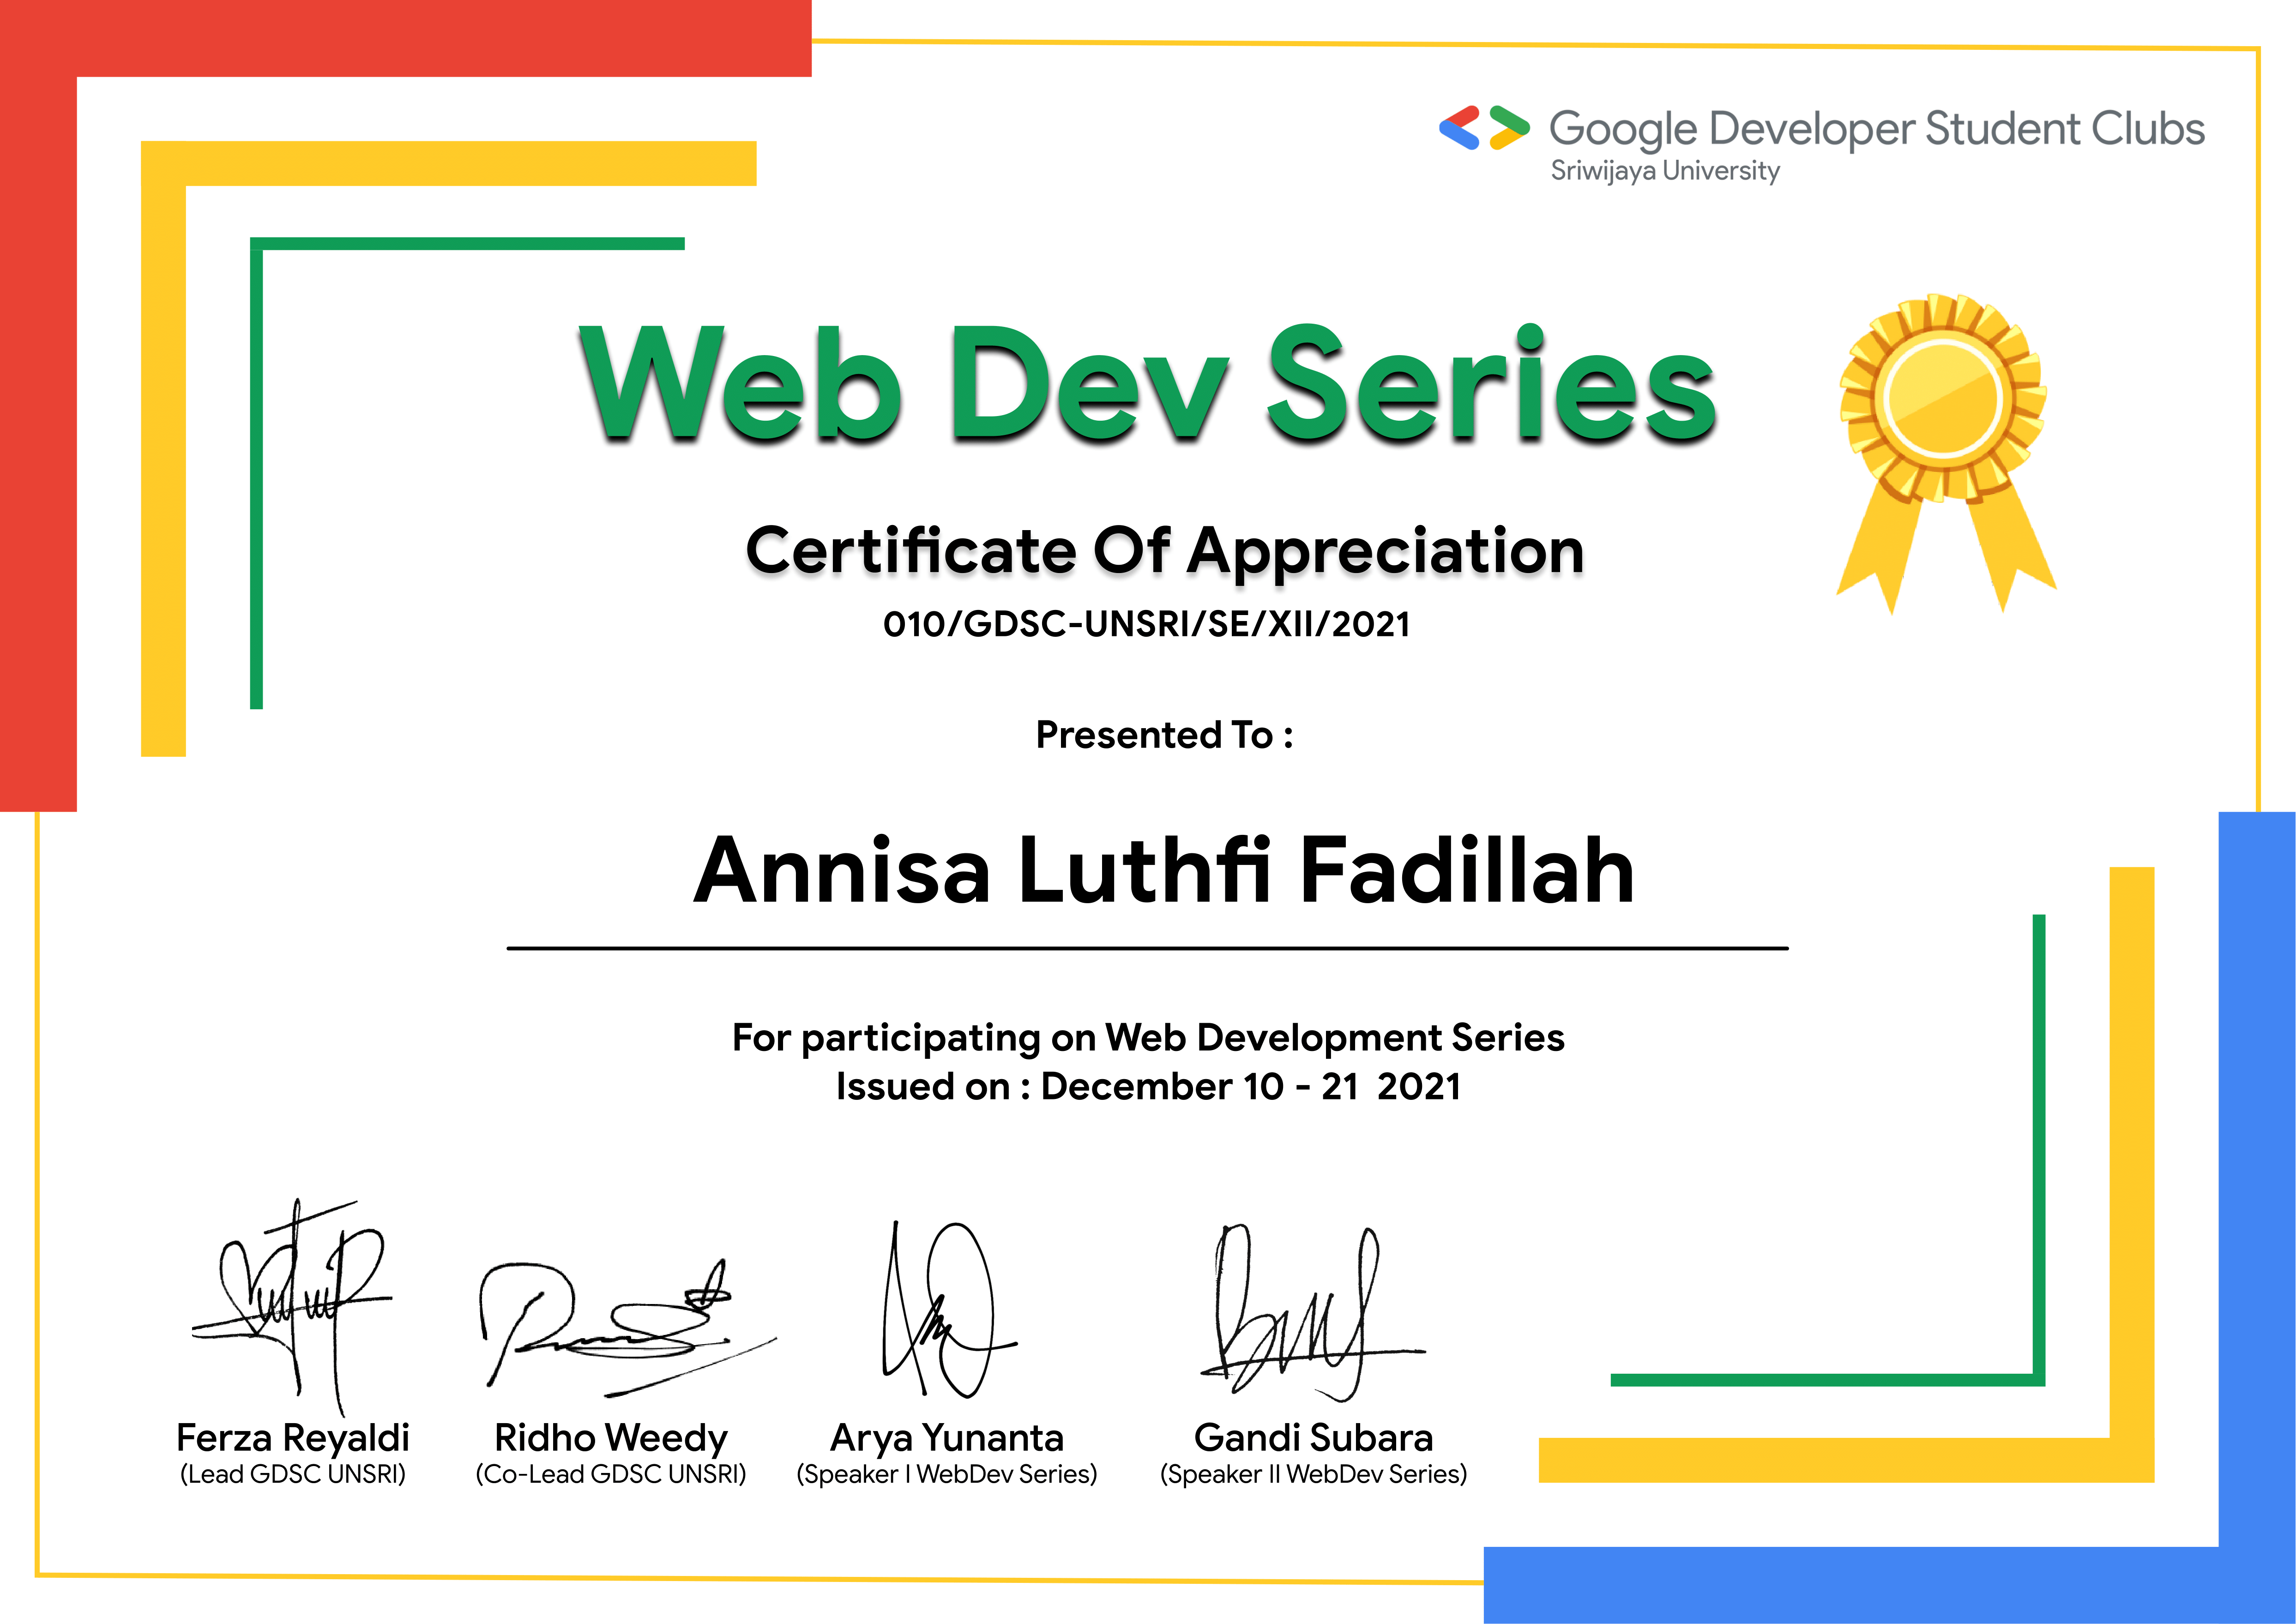 Google Developer Student Clubs
Sriwijaya University
Web Dev Series
Certificate Of Appreciation
010/GDSC-UNSRI/SE/XII/2021
Presented To :
Annisa Luthfi Fadillah
For participating on Web Development Series
Issued on : December 10 - 21 2021
Ferza Reyaldi
(Lead GDSC UNSRI)
Ridho Weedy
(Co-Lead GDSC UNSRI)
Arya Yunanta
(Speaker I WebDev Series)
Gandi Subara
(Speaker II WebDev Series)